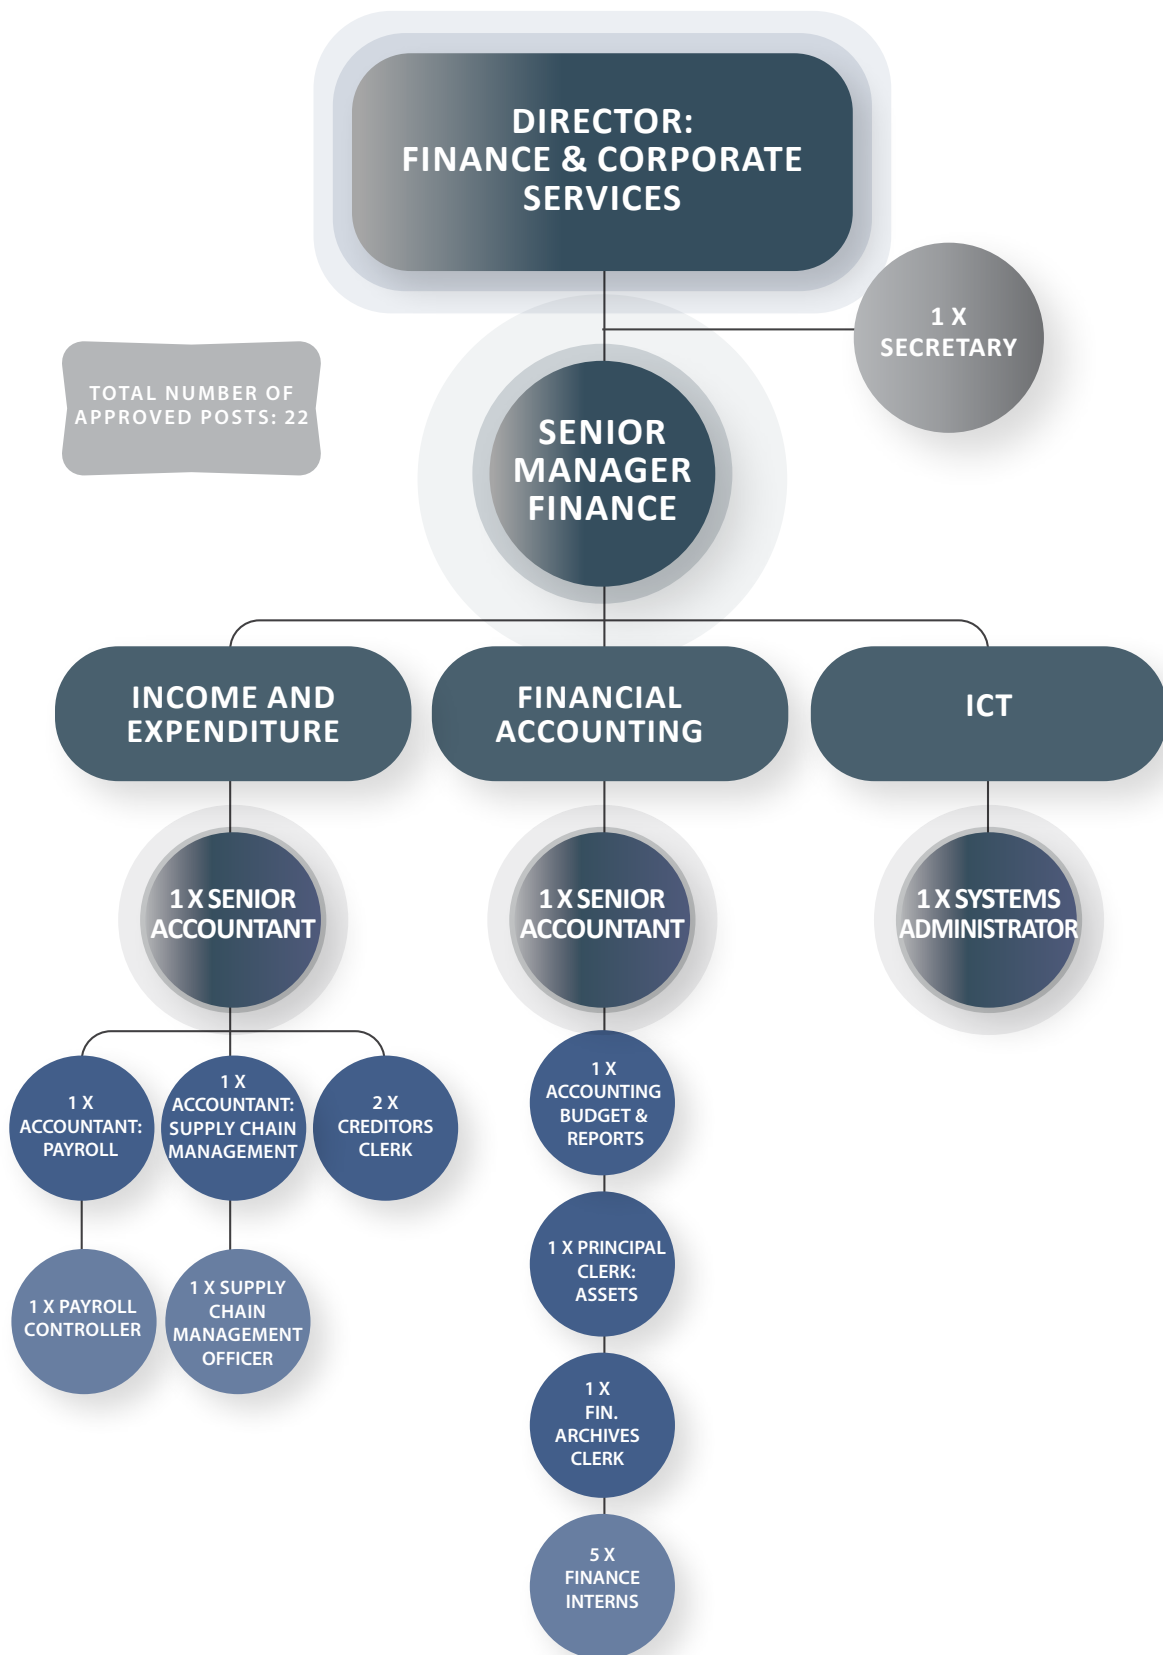 DIRECTOR:
FINANCE & CORPORATE
SERVICES
1 X
SECRETARY
TOTAL NUMBER OF
APPROVED POSTS: 22
SENIOR
MANAGER
FINANCE
INCOME AND
EXPENDITURE
FINANCIAL
ACCOUNTING
ICT
1 X SENIOR
ACCOUNTANT
1 X SENIOR
ACCOUNTANT
1 X SYSTEMS
ADMINISTRATOR
1 X
ACCOUNTANT:
PAYROLL
1 X
ACCOUNTANT:
SUPPLY CHAIN
MANAGEMENT
2 X
CREDITORS
CLERK
1 X
ACCOUNTING
BUDGET &
REPORTS
1 X PAYROLL
CONTROLLER
1 X SUPPLY
CHAIN
MANAGEMENT
OFFICER
1 X PRINCIPAL
CLERK:
ASSETS
1 X
FIN.
ARCHIVES
CLERK
5 X
FINANCE
INTERNS